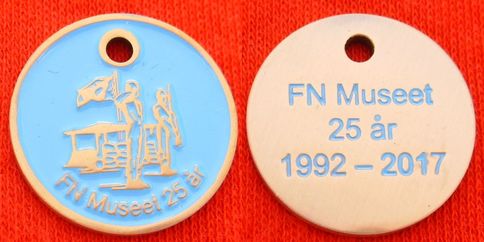 FN Museet 25 år
FN Museet
25 år
1992 – 2017